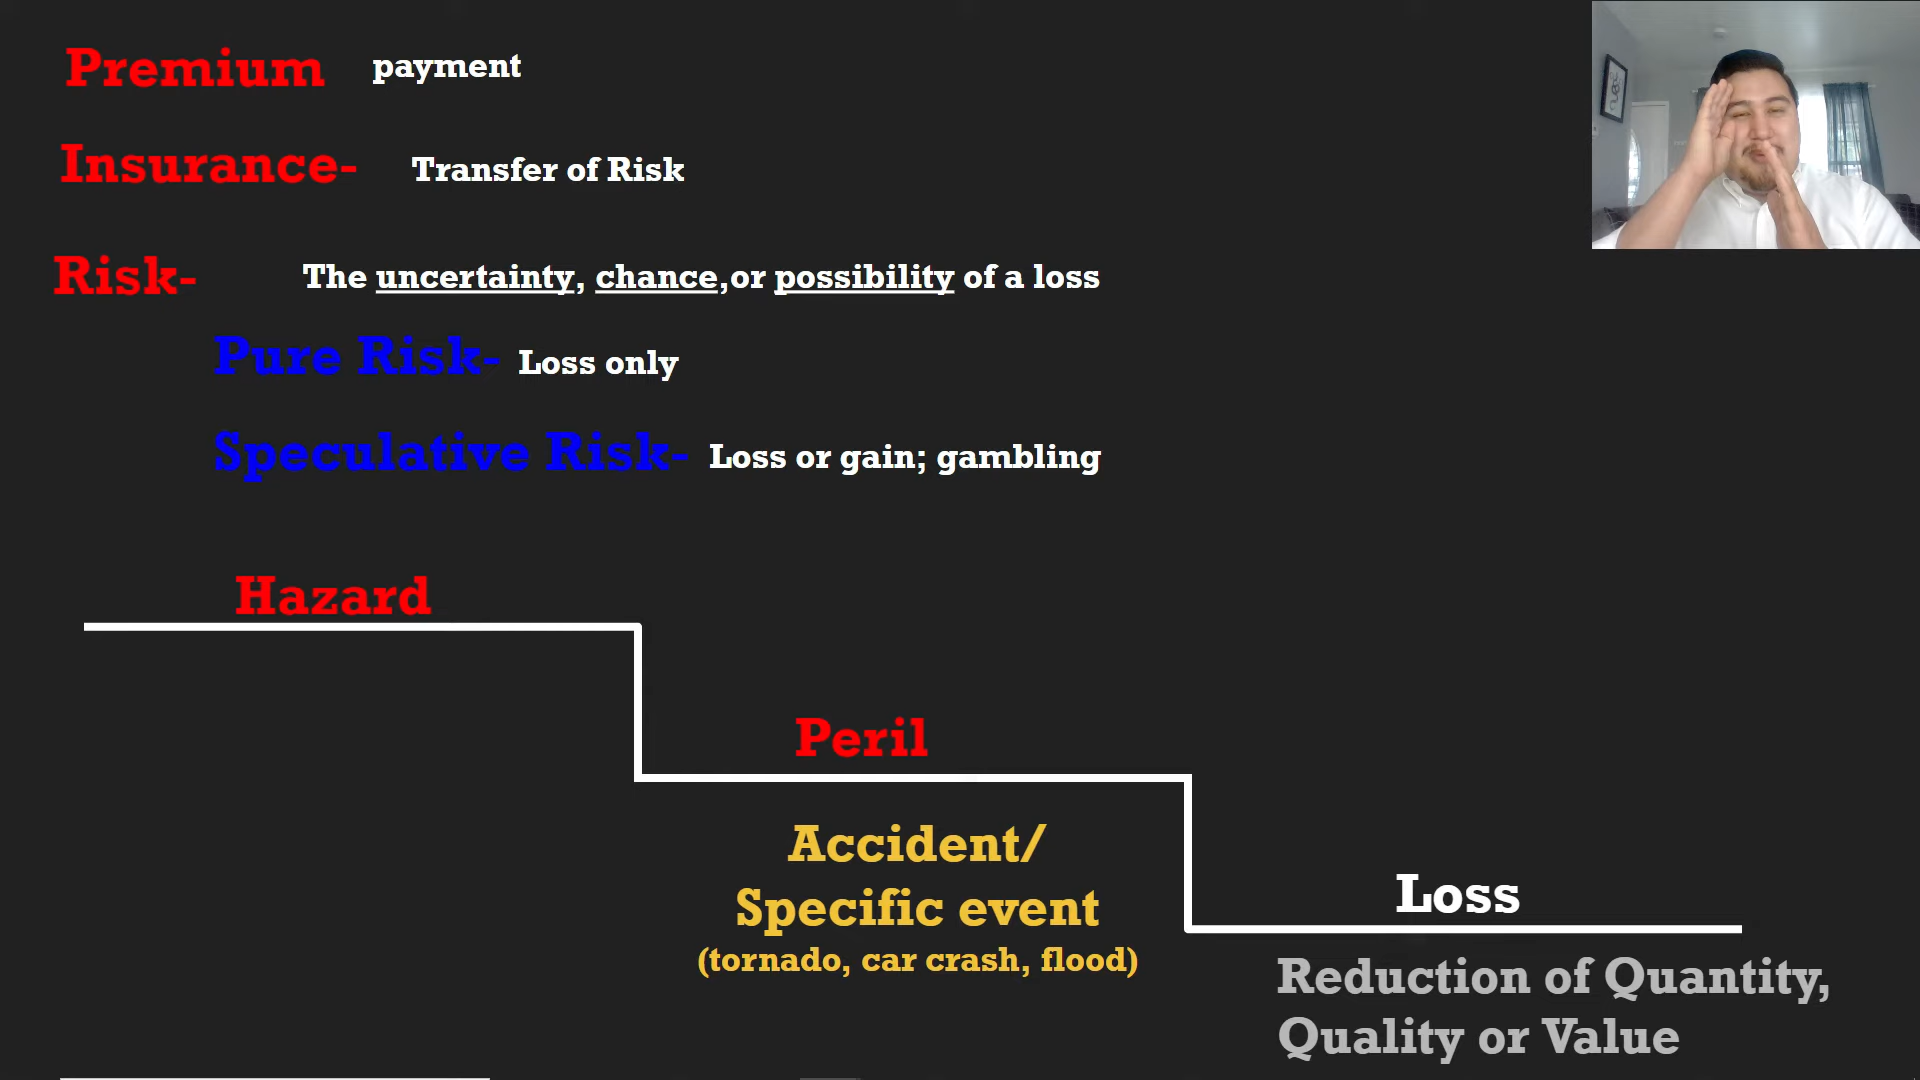 Premium payment
Insurance- Transfer of Risk
Risk- The uncertainty, chance,or possibility of a loss
Pure Risk- Loss only
Speculative Risk- Loss or gain; gambling
Hazard
Peril
Accident/
Specific event
(tornado, car crash, flood)
Loss
Reduction of Quantity,
Quality or Value